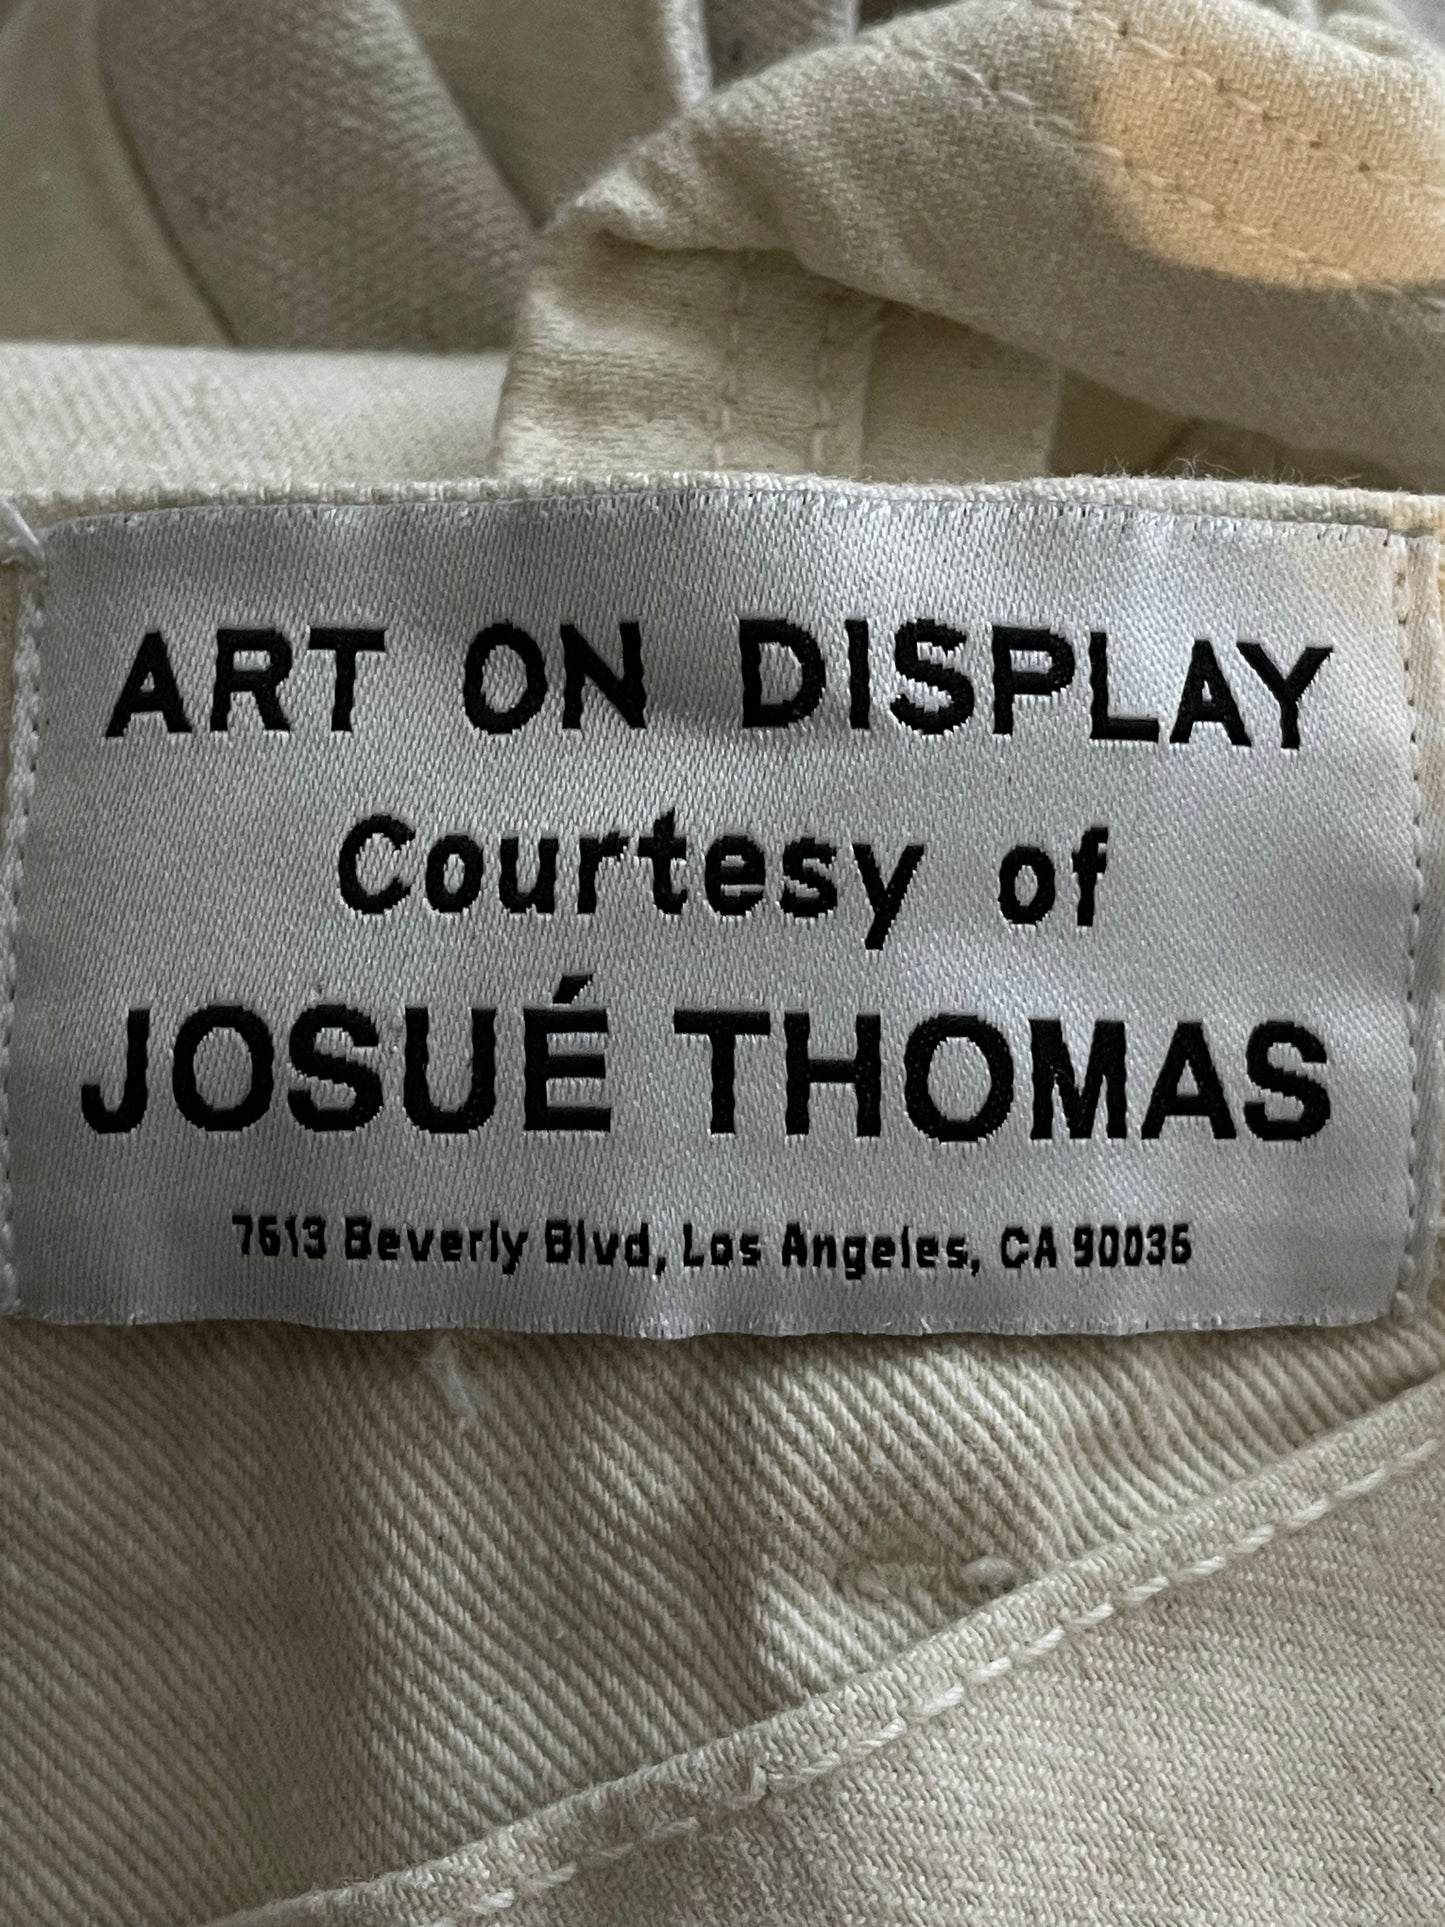 ART ON DISPLAY
Courtesy of
JOSUÉ THOMAS
7613 Beverly Blvd, Los Angeles, CA 90036